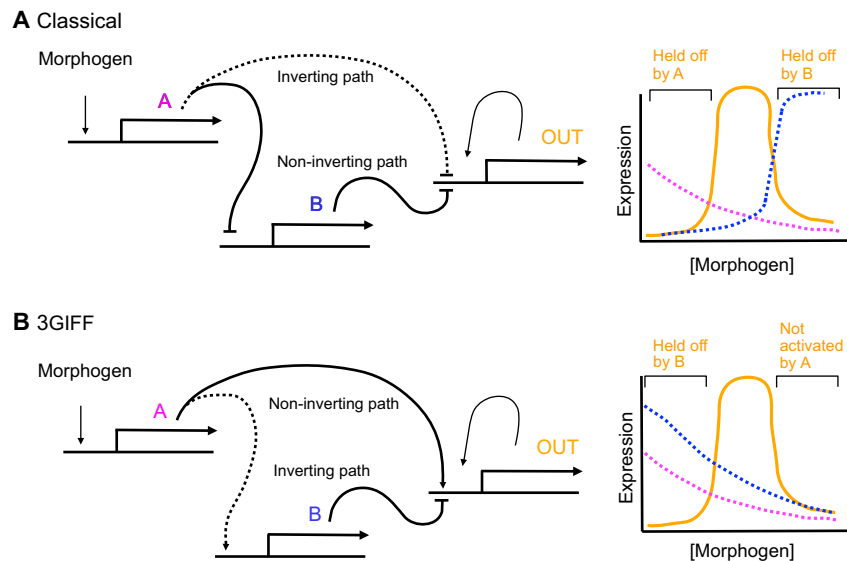 A Classical
Morphogen
A
Inverting path
OUT
Non-inverting path
B
Held off
by A
Held off
by B
Expression
[Morphogen]
B 3GIFF
Morphogen
A
Non-inverting path
OUT
Inverting path
B
Held off
by B
Not
activated
by A
Expression
[Morphogen]